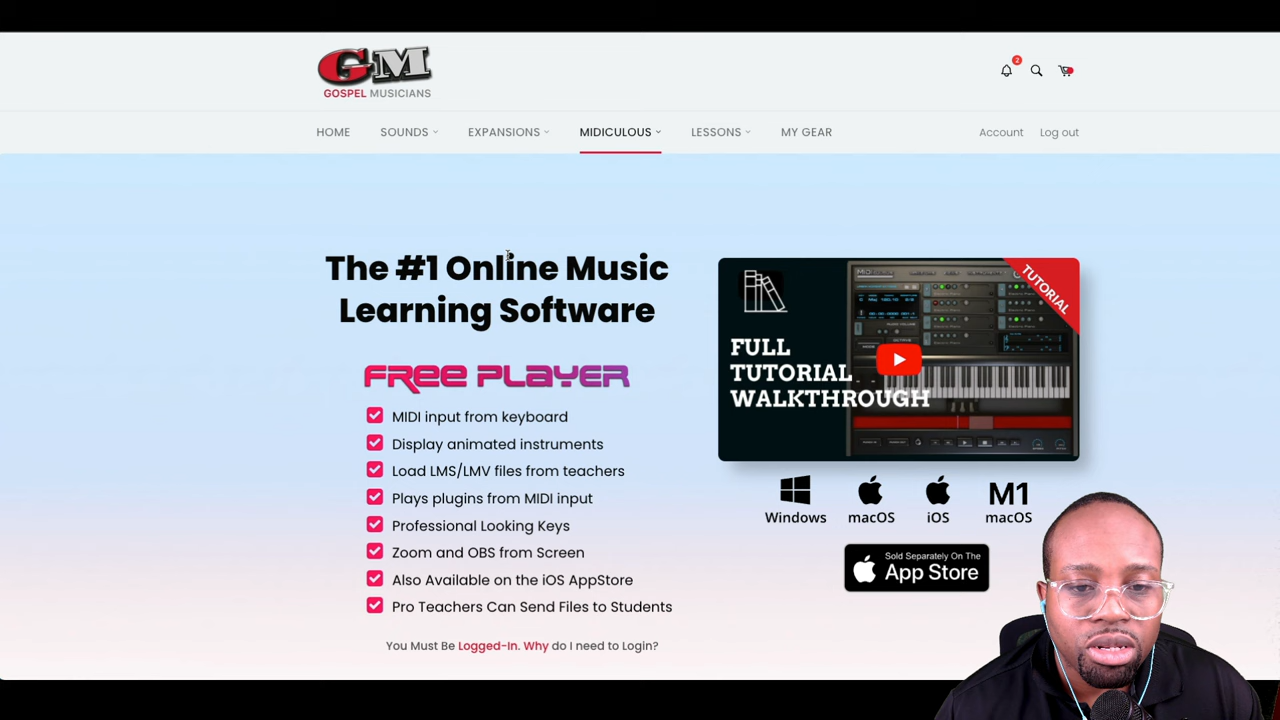 GM
GOSPEL MUSICIANS
2
HOME
SOUNDS
EXPANSIONS
MIDICULOUS
LESSONS
MY GEAR
Account
Log out
The #1 Online Music
Learning Software
FREE PLAYER
MIDI input from keyboard
Display animated instruments
Load LMS/LMV files from teachers
Plays plugins from MIDI input
Professional Looking Keys
Zoom and OBS from Screen
Also Available on the iOS AppStore
Pro Teachers Can Send Files to Students
You Must Be Logged-In. Why do I need to Login?
TUTORIAL
FULL
TUTORIAL
WALKTHROUGH
M1
Windows
macOS
iOS
macOS
Sold Separately On The
App Store